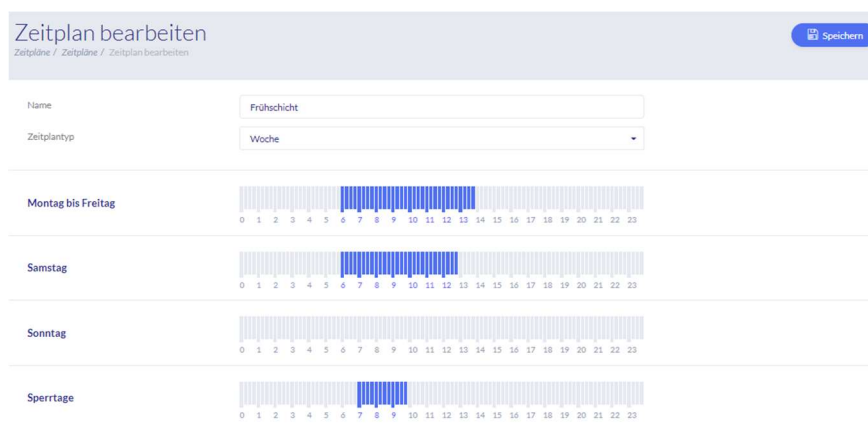 Zeitplan bearbeiten
Zeitpläne / Zeitpläne / Zeitplan bearbeiten
Speichern
Name
Frühschicht
Zeitplantyp
Woche
Montag bis Freitag
0 1 2 3 4 5 6 7 8 9 10 11 12 13 14 15 16 17 18 19 20 21 22 23
Samstag
0 1 2 3 4 5 6 7 8 9 10 11 12 13 14 15 16 17 18 19 20 21 22 23
Sonntag
0 1 2 3 4 5 6 7 8 9 10 11 12 13 14 15 16 17 18 19 20 21 22 23
Sperrtage
0 1 2 3 4 5 6 7 8 9 10 11 12 13 14 15 16 17 18 19 20 21 22 23